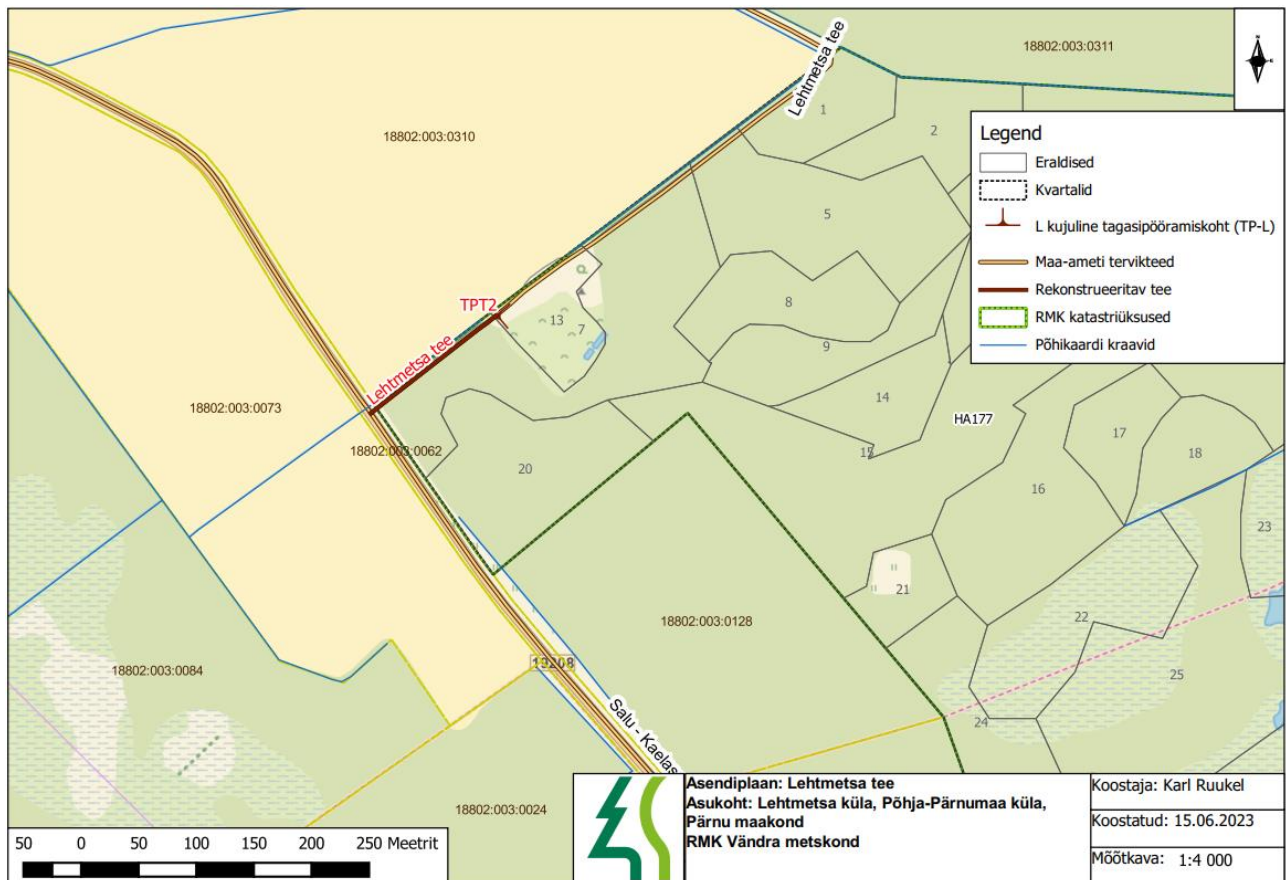 18802:003:0311
Lehtmetsa tee
N
E
18802:003:0310
1
2
Legend
Eraldised
Kvartalid
L kujuline tagasipööramiskoht (TP-L)
Maa-ameti tervikteed
Rekonstrueeritav tee
RMK katastriüksused
Põhikaardi kraavid
5
8
TPT2
13
7
9
Lehtmetsa tee
18802:003:0073
14
HA177
17
18802:003:0062
15
18
20
16
23
21
22
18802:003:0128
13208
18802:003:0084
25
24
Salu - Kaelas
18802:003:0024
50 0 50 100 150 200 250 Meetrit
Asendiplaan: Lehtmetsa tee
Asukoht: Lehtmetsa küla, Põhja-Pärnumaa küla,
Pärnu maakond
RMK Vändra metskond
Koostaja: Karl Ruukel
Koostatud: 15.06.2023
Mõõtkava: 1:4 000